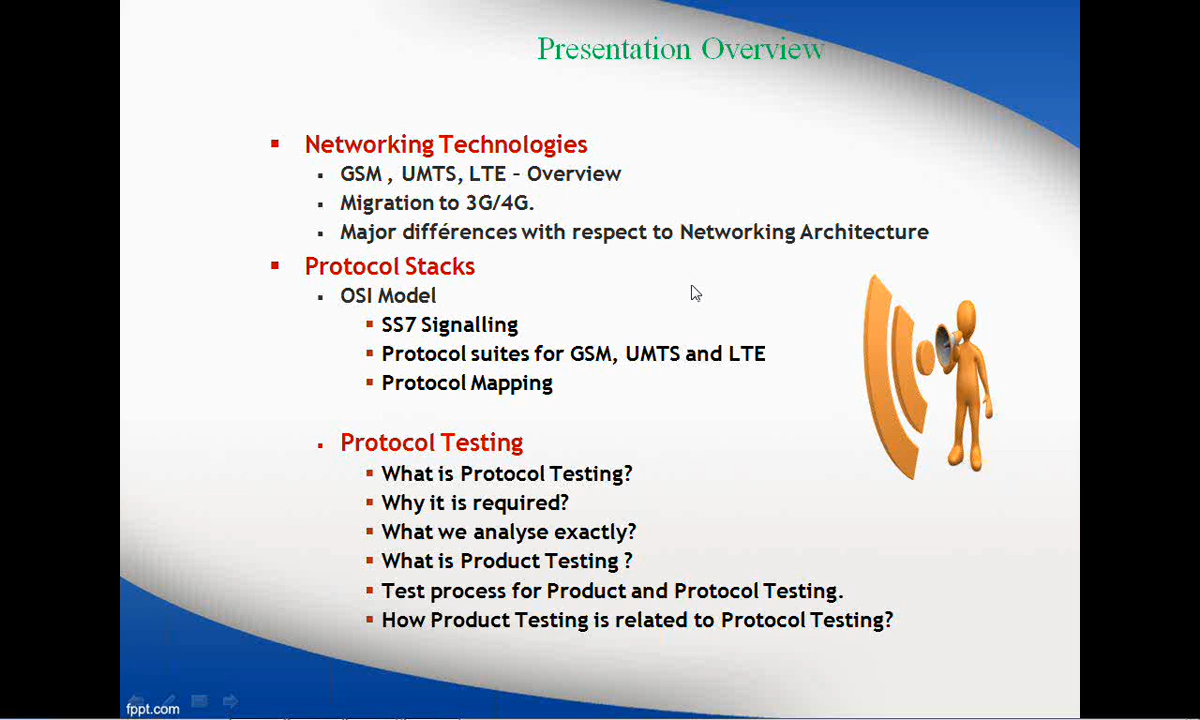 Presentation Overview
Networking Technologies
GSM , UMTS, LTE – Overview
Migration to 3G/4G.
Major différences with respect to Networking Architecture
Protocol Stacks
OSI Model
SS7 Signalling
Protocol suites for GSM, UMTS and LTE
Protocol Mapping
Protocol Testing
What is Protocol Testing?
Why it is required?
What we analyse exactly?
What is Product Testing ?
Test process for Product and Protocol Testing.
How Product Testing is related to Protocol Testing?
fppt.com